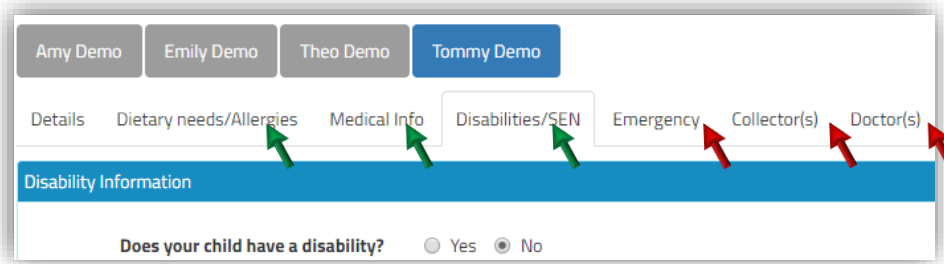 Amy Demo Emily Demo Theo Demo Tommy Demo
Details Dietary needs/Allergies Medical Info Disabilities/SEN Emergency Collector(s) Doctor(s)
Disability Information
Does your child have a disability? Yes No